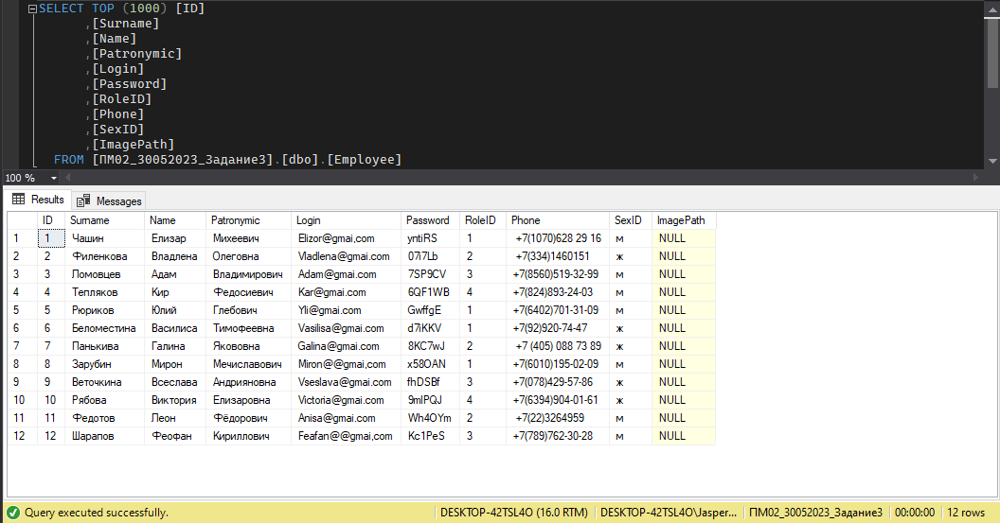 SELECT TOP (1000) [ID]
,[Surname]
,[Name]
,[Patronymic]
,[Login]
,[Password]
,[RoleID]
,[Phone]
,[SexID]
,[ImagePath]
FROM [ПМ02_30052023_Задание3].[dbo].[Employee]
100 %
Results Messages
ID Surname Name Patronymic Login Password RoleID Phone SexID ImagePath
1 1 Чашин Елизар Михеевич Elizor@gmai.com yntiRS 1 +7(1070)628 29 16 м NULL
2 2 Филенкова Владлена Олеговна Vladlena@gmai.com 07i7Lb 2 +7(334)1460151 ж NULL
3 3 Ломовцев Адам Владимирович Adam@gmai.com 7SP9CV 3 +7(8560)519-32-99 м NULL
4 4 Тепляков Кир Федосиевич Kar@gmai.com 6QF1WB 4 +7(824)893-24-03 м NULL
5 5 Рюриков Юлий Глебович Yli@gmai.com GwffgE 1 +7(6402)701-31-09 м NULL
6 6 Беломестина Василиса Тимофеевна Vasilisa@gmai.com d7iKKV 1 +7(92)920-74-47 ж NULL
7 7 Панькива Галина Якововна Galina@gmai.com 8KC7wJ 2 +7 (405) 088 73 89 ж NULL
8 8 Зарубин Мирон Мечиславович Miron@@gmai,com x58OAN 1 +7(6010)195-02-09 м NULL
9 9 Веточкина Всеслава Андрияновна Vseslava@gmai.com fhDSBf 3 +7(078)429-57-86 ж NULL
10 10 Рябова Виктория Елизаровна Victoria@gmai.com 9mlPQJ 4 +7(6394)904-01-61 ж NULL
11 11 Федотов Леон Фёдорович Anisa@gmai.com Wh4OYm 2 +7(22)3264959 м NULL
12 12 Шарапов Феофан Кириллович Feafan@@gmai,com Kc1PeS 3 +7(789)762-30-28 м NULL
Query executed successfully. DESKTOP-42TSL4O (16.0 RTM) DESKTOP-42TSL4O\Jasper... ПМ02_30052023_Задание3 00:00:00 12 rows